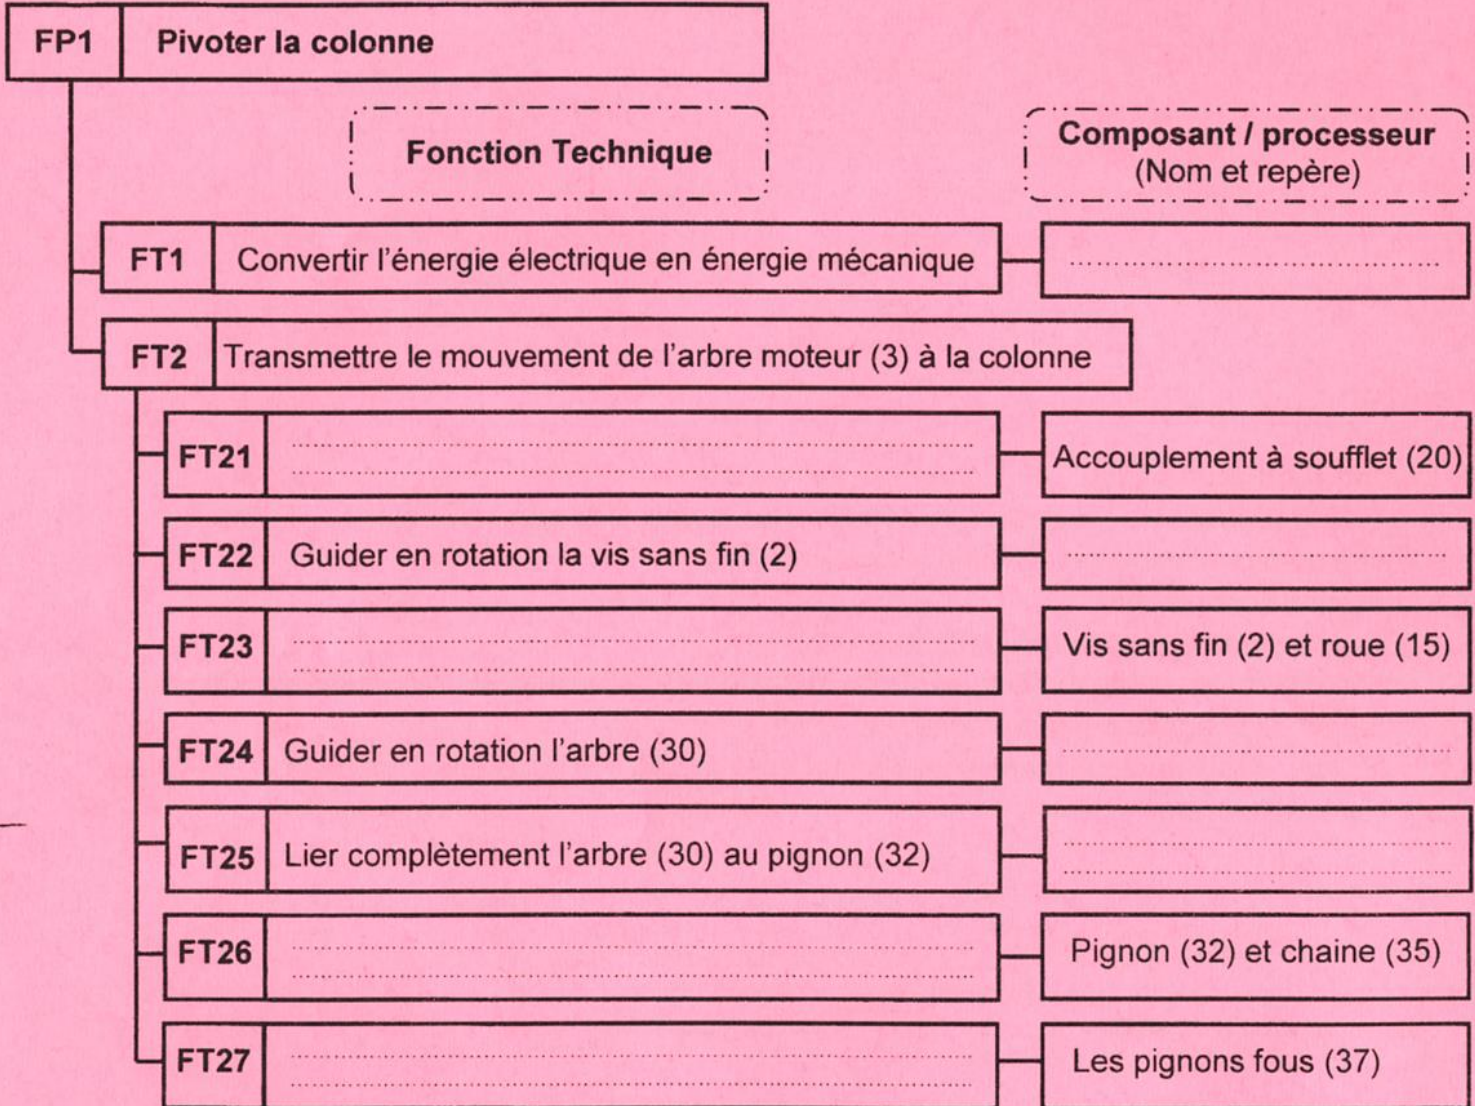 FP1 Pivoter la colonne
Fonction Technique
Composant / processeur
(Nom et repère)
FT1 Convertir l'énergie électrique en énergie mécanique
FT2 Transmettre le mouvement de l'arbre moteur (3) à la colonne
FT21 Accouplement à soufflet (20)
FT22 Guider en rotation la vis sans fin (2)
FT23 Vis sans fin (2) et roue (15)
FT24 Guider en rotation l'arbre (30)
FT25 Lier complètement l'arbre (30) au pignon (32)
FT26 Pignon (32) et chaine (35)
FT27 Les pignons fous (37)